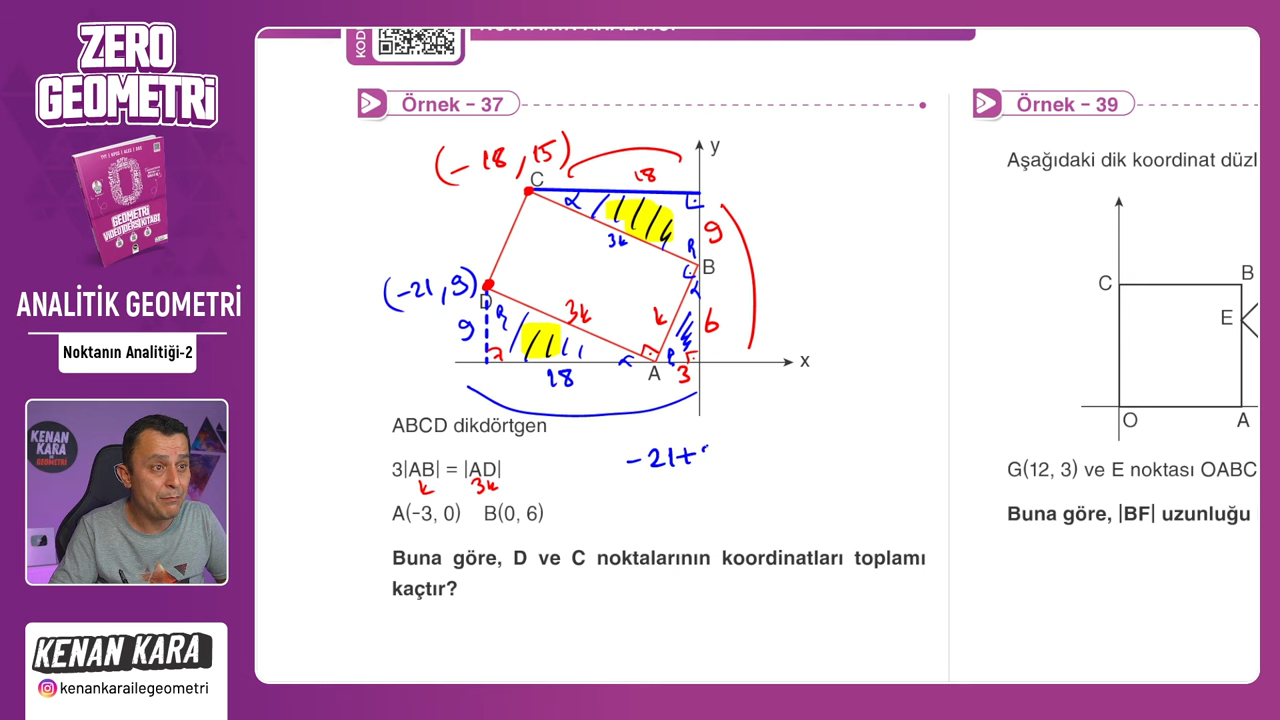 ZERO
GEOMETRİ
GEOMETRİ
VİDEO DERS KİTABI
ANALİTİK GEOMETRİ
Noktanın Analitiği-2
KENAN
KARA
GEOMETRİ
KENAN KARA
kenankarailegeometri
Örnek – 37
(-18, 15)
18
y
C
α
3k
9
B
α
(-21, 9)
D
9
3k
k
6
18
A
3
x
ABCD dikdörtgen
3|AB| = |AD|
k 3k
A(–3, 0) B(0, 6)
-21+
Buna göre, D ve C noktalarının koordinatları toplamı
kaçtır?
Örnek – 39
Aşağıdaki dik koordinat düzl
C
B
E
O
A
G(12, 3) ve E noktası OABC
Buna göre, |BF| uzunluğu